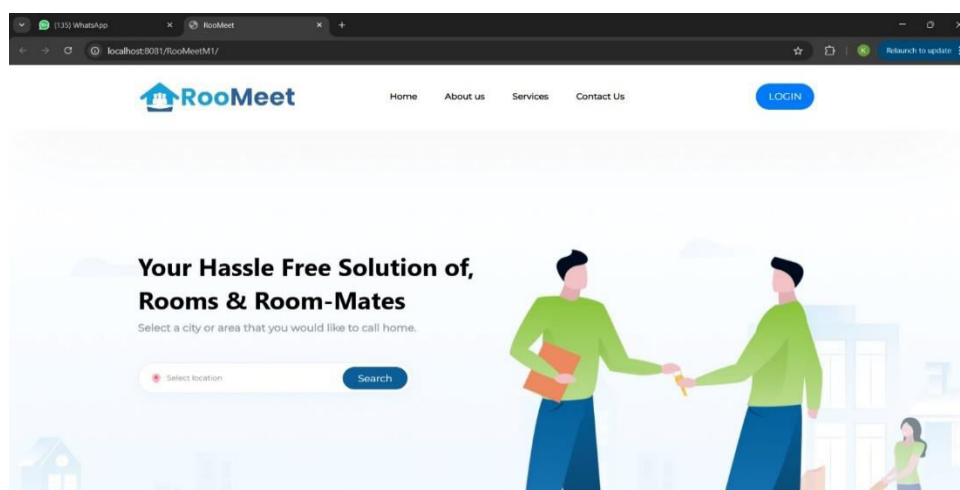 (135) WhatsApp RooMeet
localhost:8081/RooMeetM1/ K Relaunch to update
RooMeet Home About us Services Contact Us LOGIN
Your Hassle Free Solution of,
Rooms & Room-Mates
Select a city or area that you would like to call home.
Select location Search